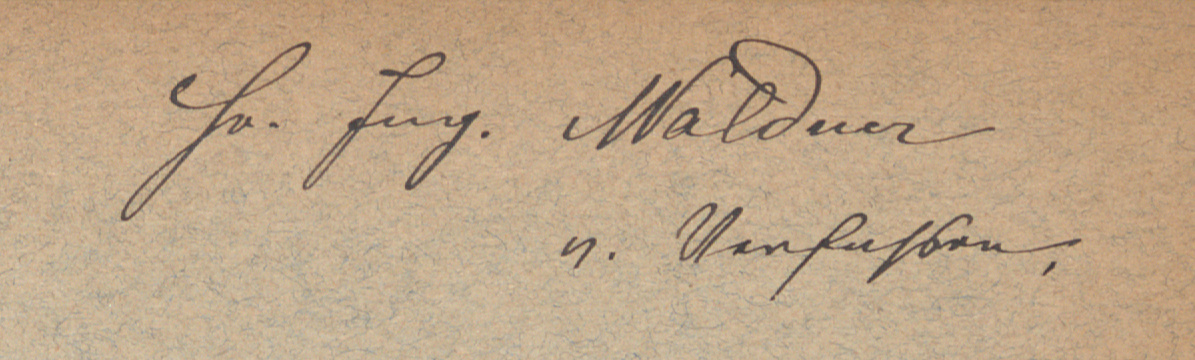 Hr. Ing. Waldner
v. Verfasser.